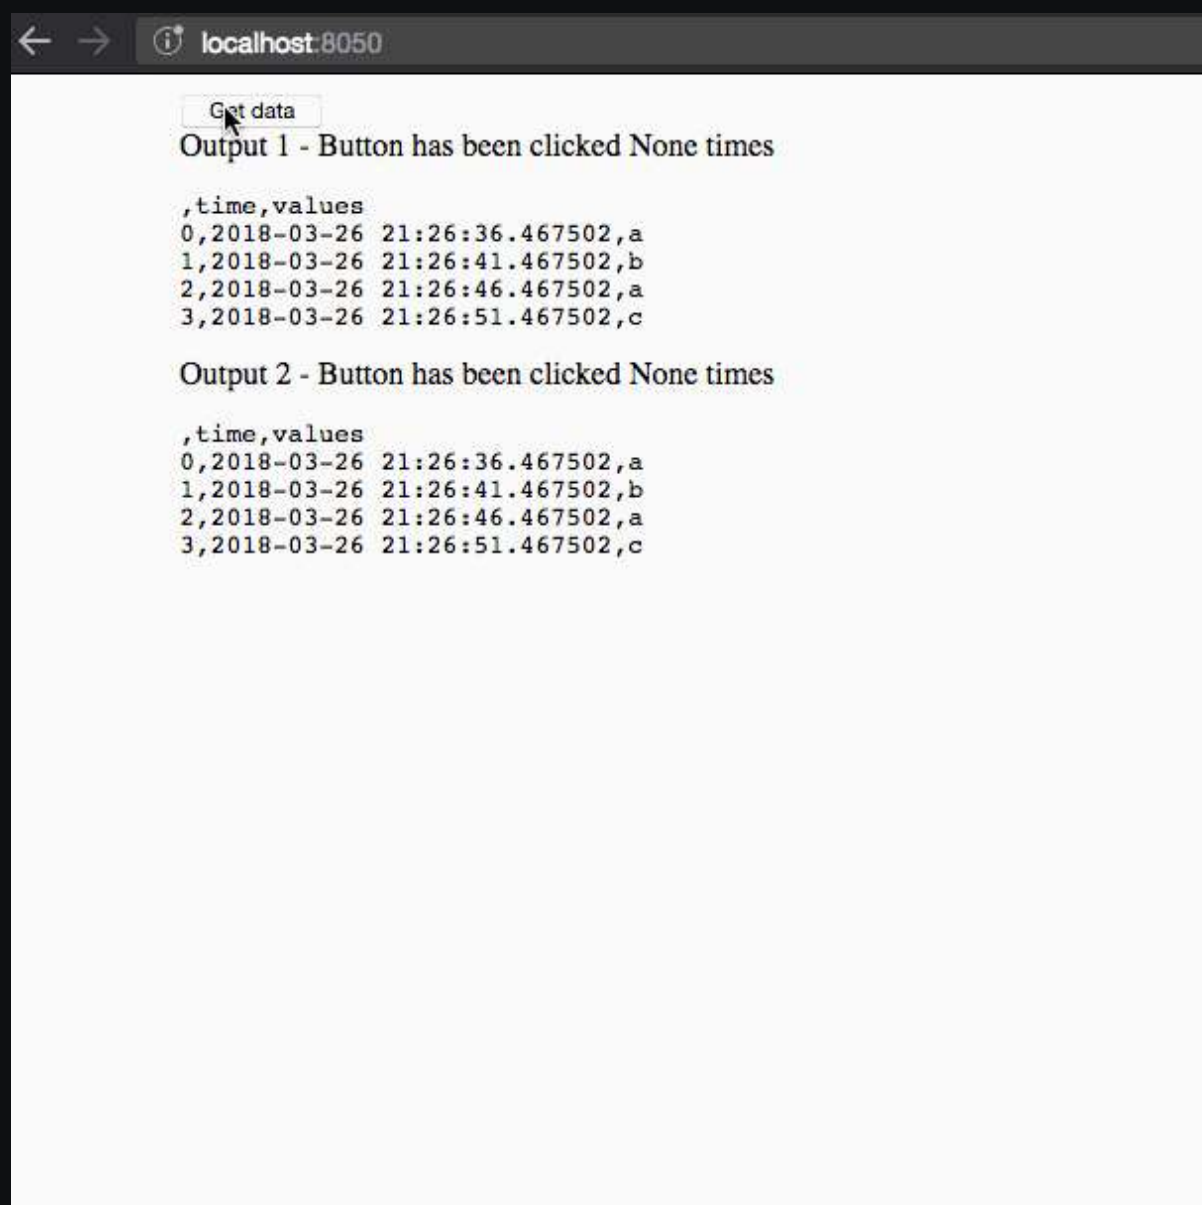 localhost:8050
Get data
Output 1 - Button has been clicked None times
,time,values
0,2018-03-26 21:26:36.467502,a
1,2018-03-26 21:26:41.467502,b
2,2018-03-26 21:26:46.467502,a
3,2018-03-26 21:26:51.467502,c
Output 2 - Button has been clicked None times
,time,values
0,2018-03-26 21:26:36.467502,a
1,2018-03-26 21:26:41.467502,b
2,2018-03-26 21:26:46.467502,a
3,2018-03-26 21:26:51.467502,c